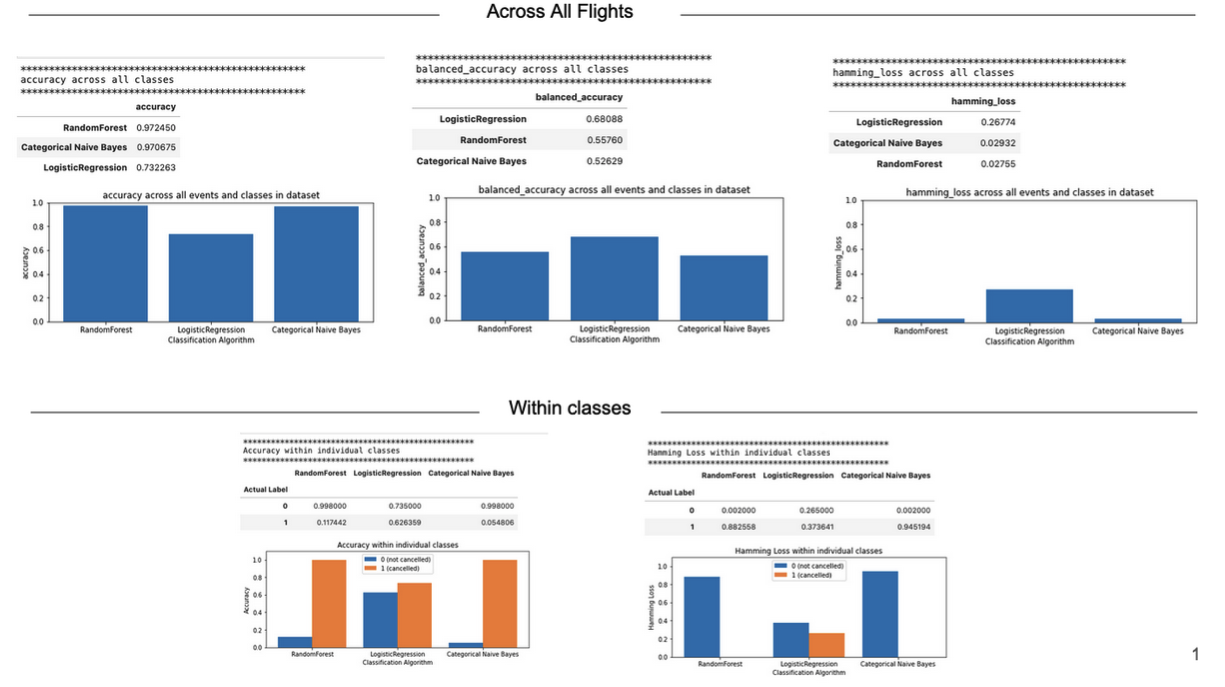 Across All Flights
**************************************************
accuracy across all classes
**************************************************
accuracy
RandomForest 0.972450
Categorical Naive Bayes 0.970675
LogisticRegression 0.732263
accuracy across all events and classes in dataset
1.0
0.8
0.6
0.4
0.2
0.0
accuracy
RandomForest LogisticRegression Categorical Naive Bayes
Classification Algorithm
**************************************************
balanced_accuracy across all classes
**************************************************
balanced_accuracy
LogisticRegression 0.68088
RandomForest 0.55760
Categorical Naive Bayes 0.52629
balanced_accuracy across all events and classes in dataset
1.0
0.8
0.6
0.4
0.2
0.0
balanced_accuracy
RandomForest LogisticRegression Categorical Naive Bayes
Classification Algorithm
**************************************************
hamming_loss across all classes
**************************************************
hamming_loss
LogisticRegression 0.26774
Categorical Naive Bayes 0.02932
RandomForest 0.02755
hamming_loss across all events and classes in dataset
1.0
0.8
0.6
0.4
0.2
0.0
hamming_loss
RandomForest LogisticRegression Categorical Naive Bayes
Classification Algorithm
Within classes
**************************************************
Accuracy within individual classes
**************************************************
RandomForest LogisticRegression Categorical Naive Bayes
Actual Label
0 0.998000 0.735000 0.998000
1 0.117442 0.626359 0.054806
Accuracy within individual classes
0 (not cancelled)
1 (cancelled)
1.0
0.8
0.6
0.4
0.2
0.0
Accuracy
RandomForest LogisticRegression Categorical Naive Bayes
Classification Algorithm
**************************************************
Hamming Loss within individual classes
**************************************************
RandomForest LogisticRegression Categorical Naive Bayes
Actual Label
0 0.002000 0.265000 0.002000
1 0.882558 0.373641 0.945194
Hamming Loss within individual classes
0 (not cancelled)
1 (cancelled)
1.0
0.8
0.6
0.4
0.2
0.0
Hamming Loss
RandomForest LogisticRegression Categorical Naive Bayes
Classification Algorithm
1